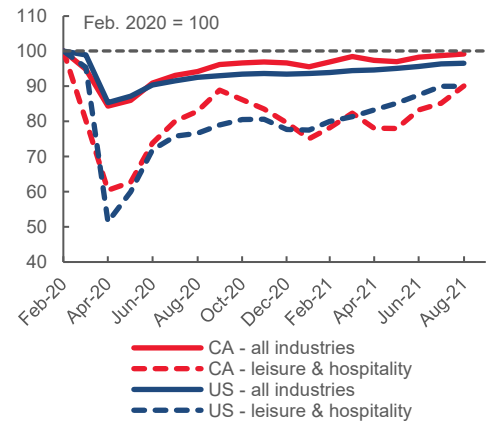 Feb. 2020 = 100
110
100
90
80
70
60
50
40
Feb-20
Apr-20
Jun-20
Aug-20
Oct-20
Dec-20
Feb-21
Apr-21
Jun-21
Aug-21
CA - all industries
CA - leisure & hospitality
US - all industries
US - leisure & hospitality